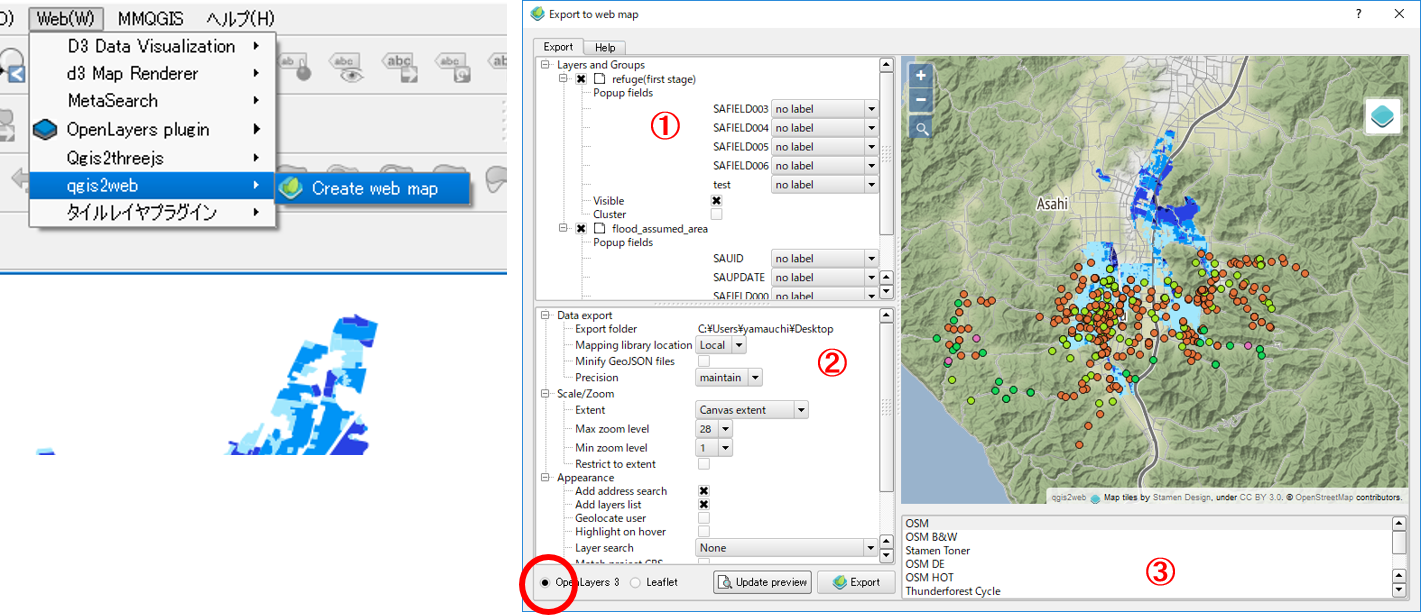 O) Web(W) MMQGIS ヘルプ(H)
D3 Data Visualization
d3 Map Renderer
MetaSearch
OpenLayers plugin
Qgis2threejs
qgis2web
Create web map
タイルレイヤプラグイン
ab
abc
abc
abc
Export to web map
?
Export Help
Layers and Groups
refuge(first stage)
Popup fields
SAFIELD003 no label
SAFIELD004 no label
SAFIELD005 no label
SAFIELD006 no label
test no label
Visible
Cluster
flood_assumed_area
Popup fields
SAUID no label
SAUPDATE no label
SAFIELD000 no label
①
Data export
Export folder C:¥Users¥yamauchi¥Desktop
Mapping library location Local
Minify GeoJSON files
Precision maintain
Scale/Zoom
Extent Canvas extent
Max zoom level 28
Min zoom level 1
Restrict to extent
Appearance
Add address search
Add layers list
Geolocate user
Highlight on hover
Layer search None
Match project CRS
②
OpenLayers 3 Leaflet Update preview Export
+
−
Asahi
qgis2web Map tiles by Stamen Design, under CC BY 3.0. © OpenStreetMap contributors.
OSM
OSM B&W
Stamen Toner
OSM DE
OSM HOT
Thunderforest Cycle
③